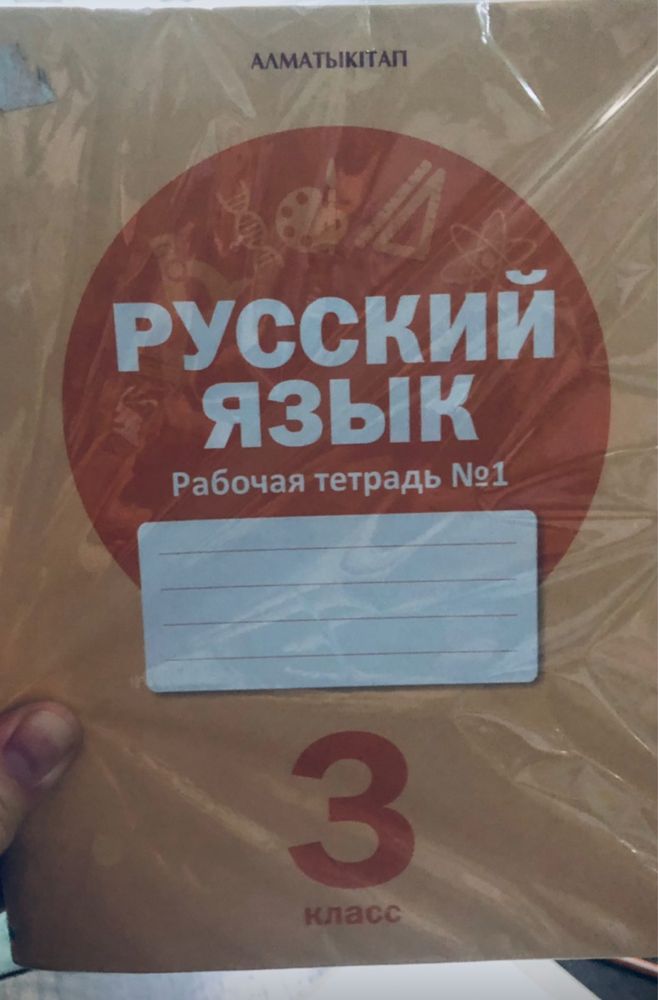 АЛМАТЫКІТАП
РУССКИЙ
ЯЗЫК
Рабочая тетрадь №1
3
класс